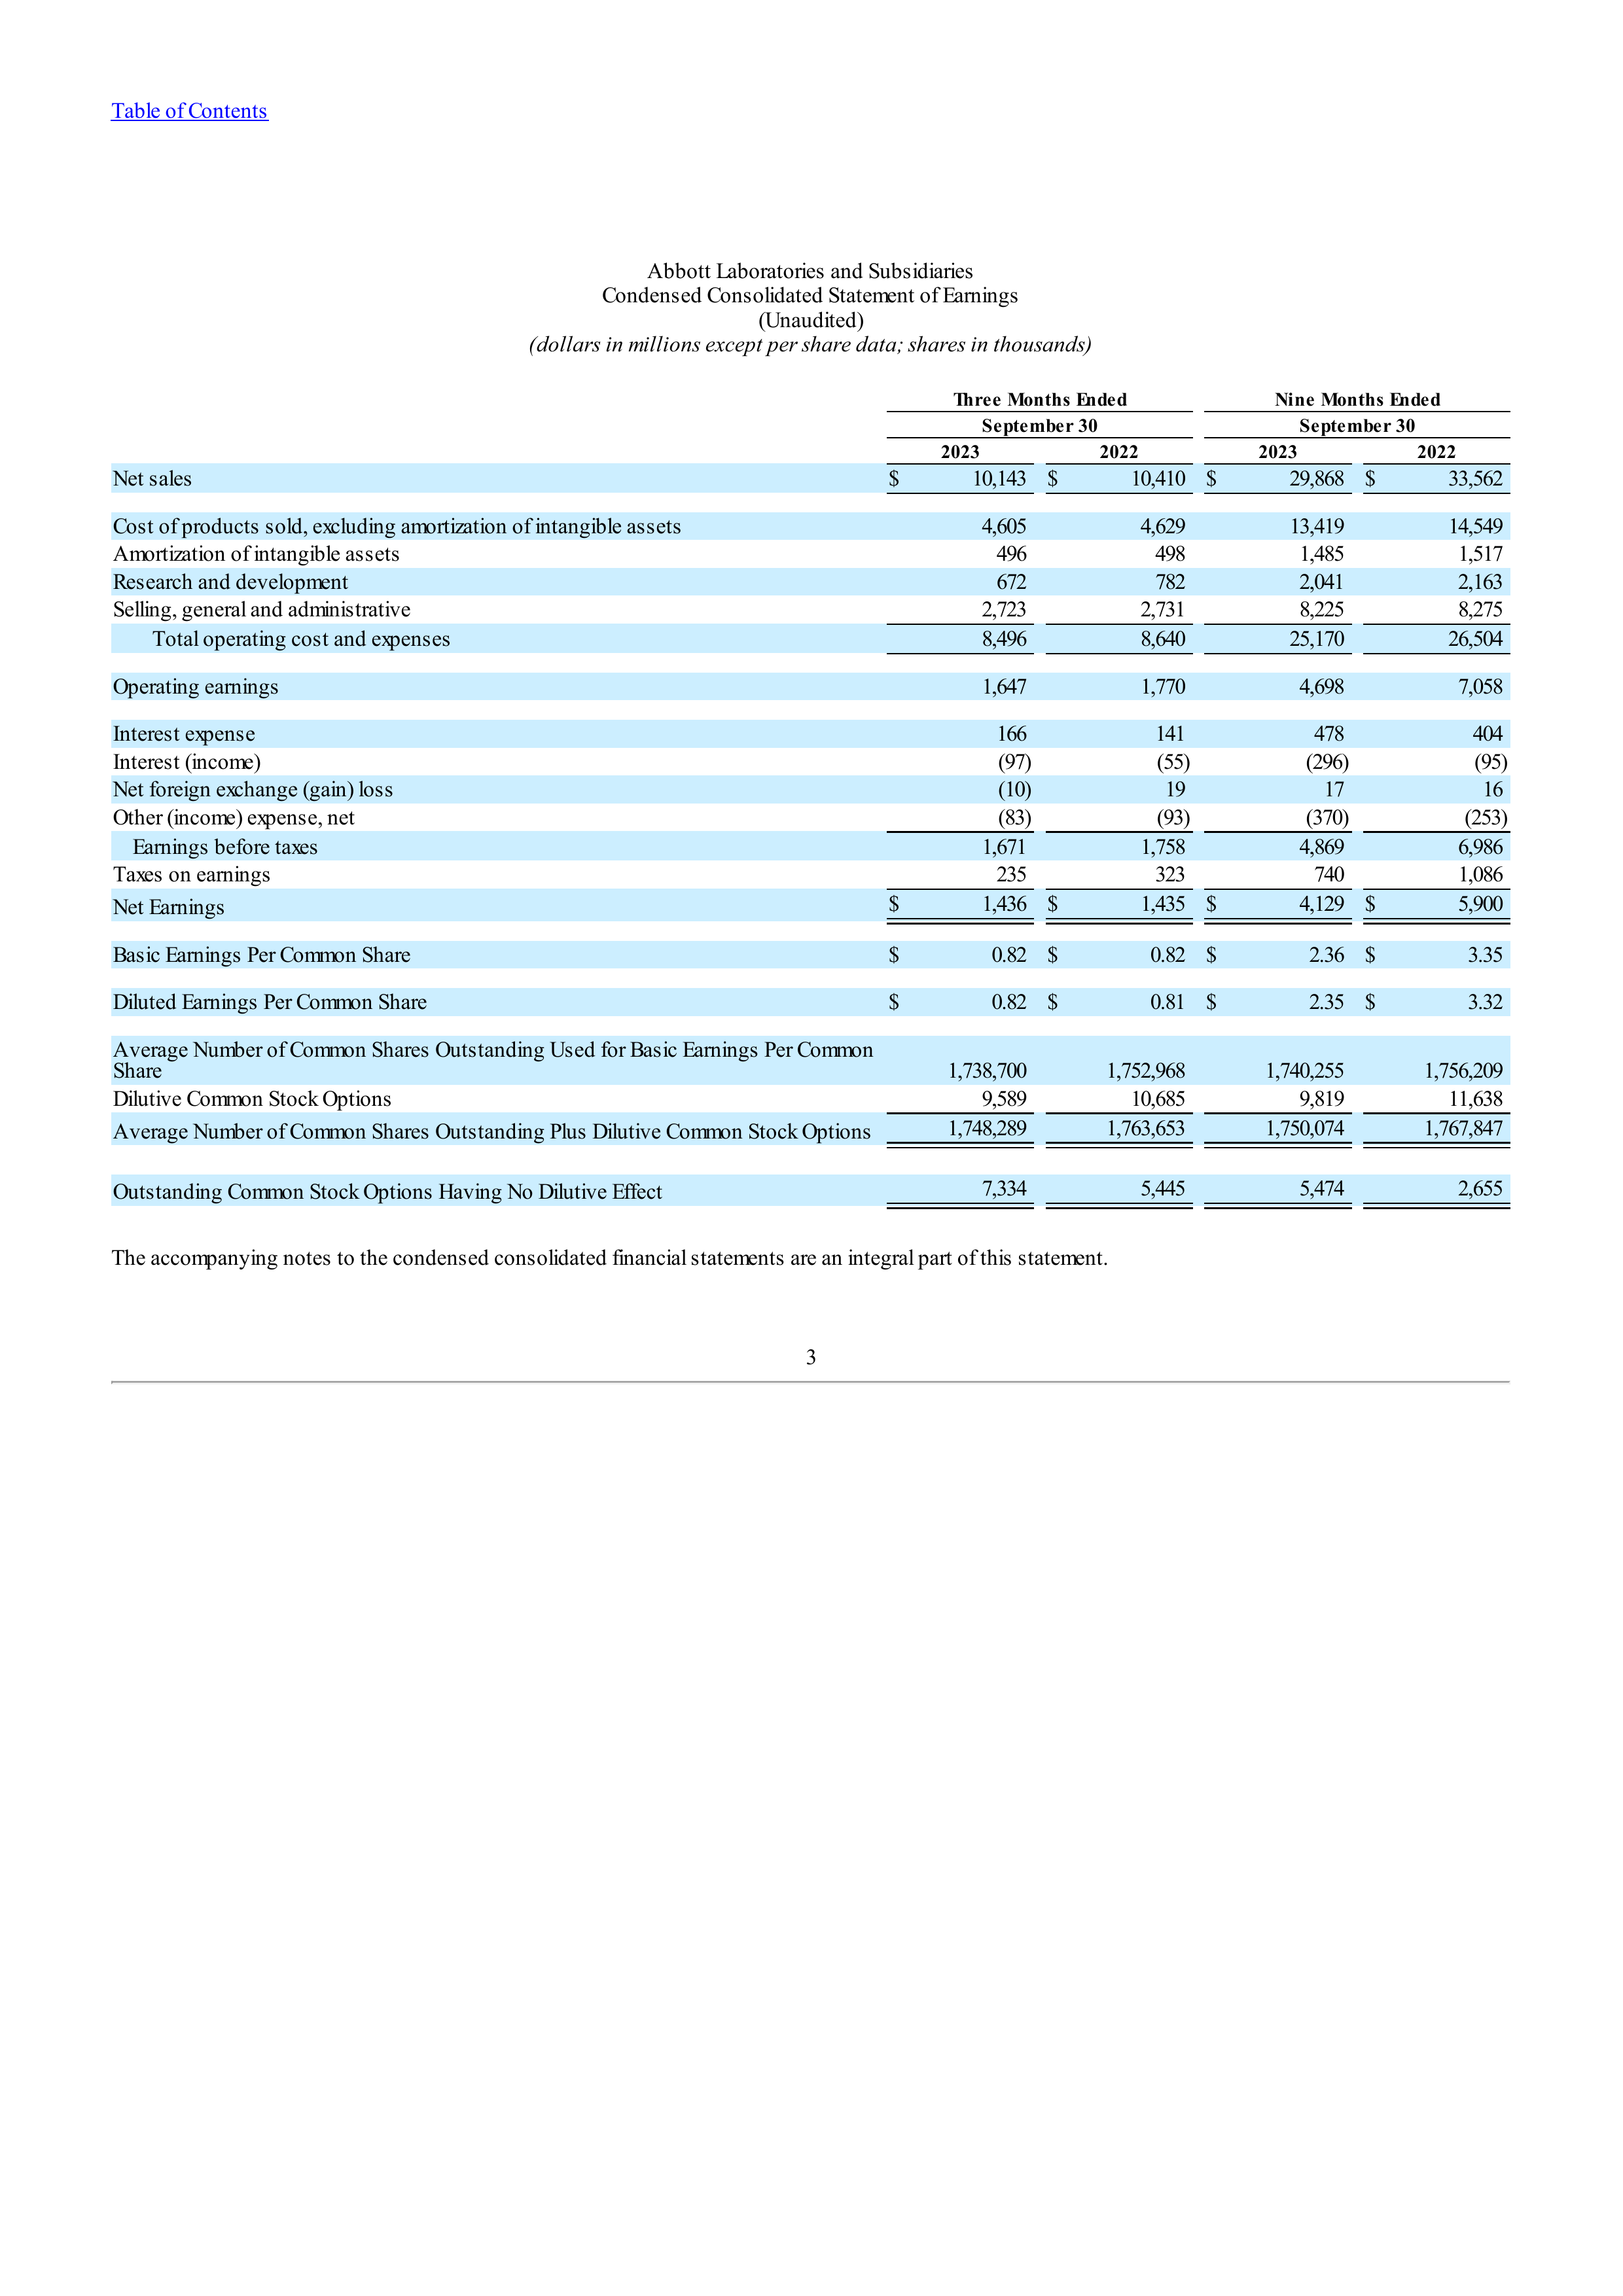 Table of Contents
Abbott Laboratories and Subsidiaries
Condensed Consolidated Statement of Earnings
(Unaudited)
(dollars in millions except per share data; shares in thousands)
Three Months Ended Nine Months Ended
September 30 September 30
2023 2022 2023 2022
Net sales $ 10,143 $ 10,410 $ 29,868 $ 33,562
Cost of products sold, excluding amortization of intangible assets 4,605 4,629 13,419 14,549
Amortization of intangible assets 496 498 1,485 1,517
Research and development 672 782 2,041 2,163
Selling, general and administrative 2,723 2,731 8,225 8,275
Total operating cost and expenses 8,496 8,640 25,170 26,504
Operating earnings 1,647 1,770 4,698 7,058
Interest expense 166 141 478 404
Interest (income) (97) (55) (296) (95)
Net foreign exchange (gain) loss (10) 19 17 16
Other (income) expense, net (83) (93) (370) (253)
Earnings before taxes 1,671 1,758 4,869 6,986
Taxes on earnings 235 323 740 1,086
Net Earnings $ 1,436 $ 1,435 $ 4,129 $ 5,900
Basic Earnings Per Common Share $ 0.82 $ 0.82 $ 2.36 $ 3.35
Diluted Earnings Per Common Share $ 0.82 $ 0.81 $ 2.35 $ 3.32
Average Number of Common Shares Outstanding Used for Basic Earnings Per Common
Share 1,738,700 1,752,968 1,740,255 1,756,209
Dilutive Common Stock Options 9,589 10,685 9,819 11,638
Average Number of Common Shares Outstanding Plus Dilutive Common Stock Options 1,748,289 1,763,653 1,750,074 1,767,847
Outstanding Common Stock Options Having No Dilutive Effect 7,334 5,445 5,474 2,655
The accompanying notes to the condensed consolidated financial statements are an integral part of this statement.
3